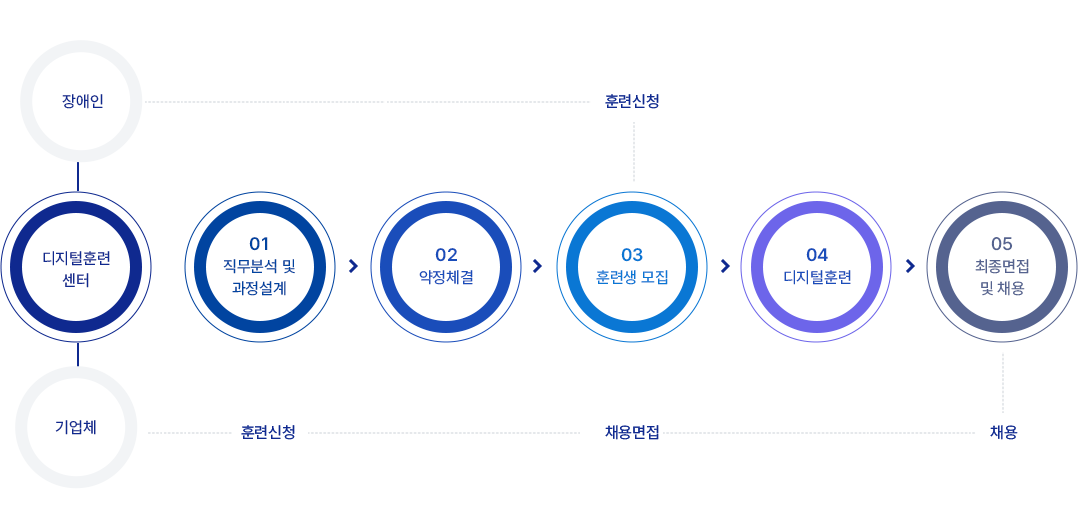 장애인
훈련신청
디지털훈련
센터
01
직무분석 및
과정설계
02
약정체결
03
훈련생 모집
04
디지털훈련
05
최종면접
및 채용
기업체
훈련신청
채용면접
채용